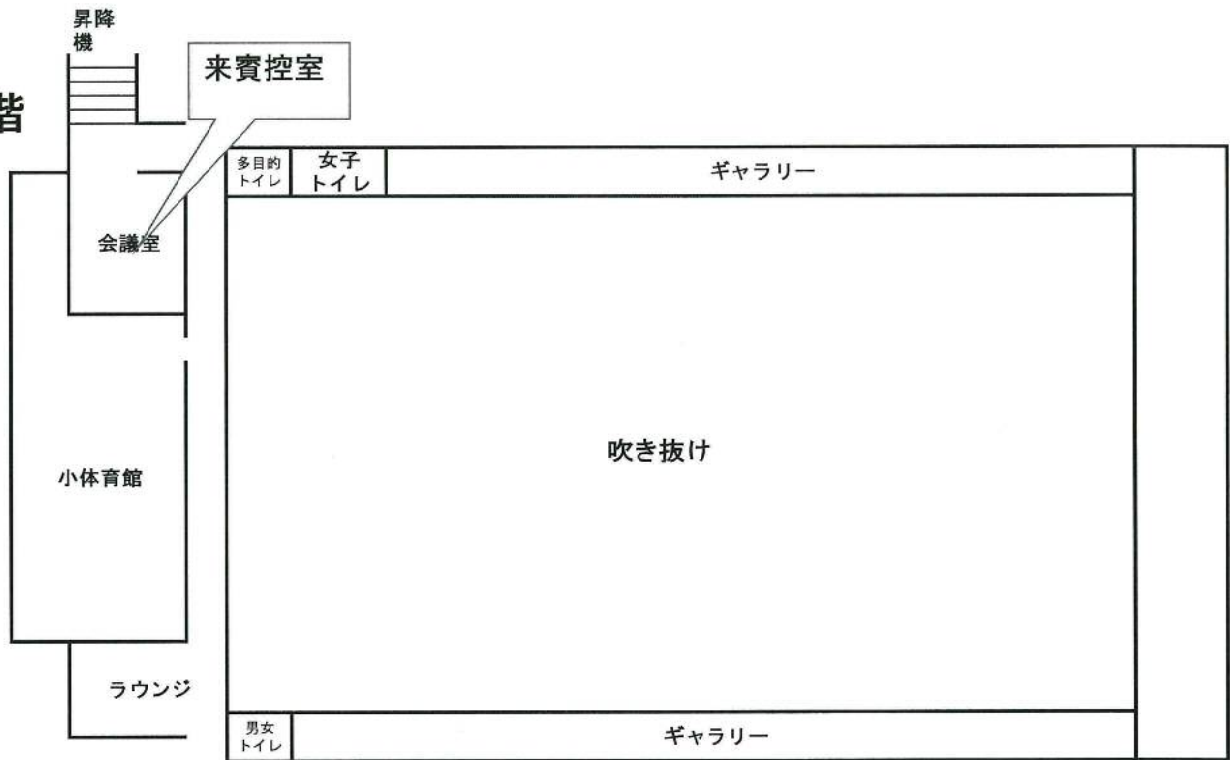 昇降
機
来賓控室
階
多目的
トイレ
女子
トイレ
ギャラリー
会議室
吹き抜け
小体育館
ラウンジ
男女
トイレ
ギャラリー